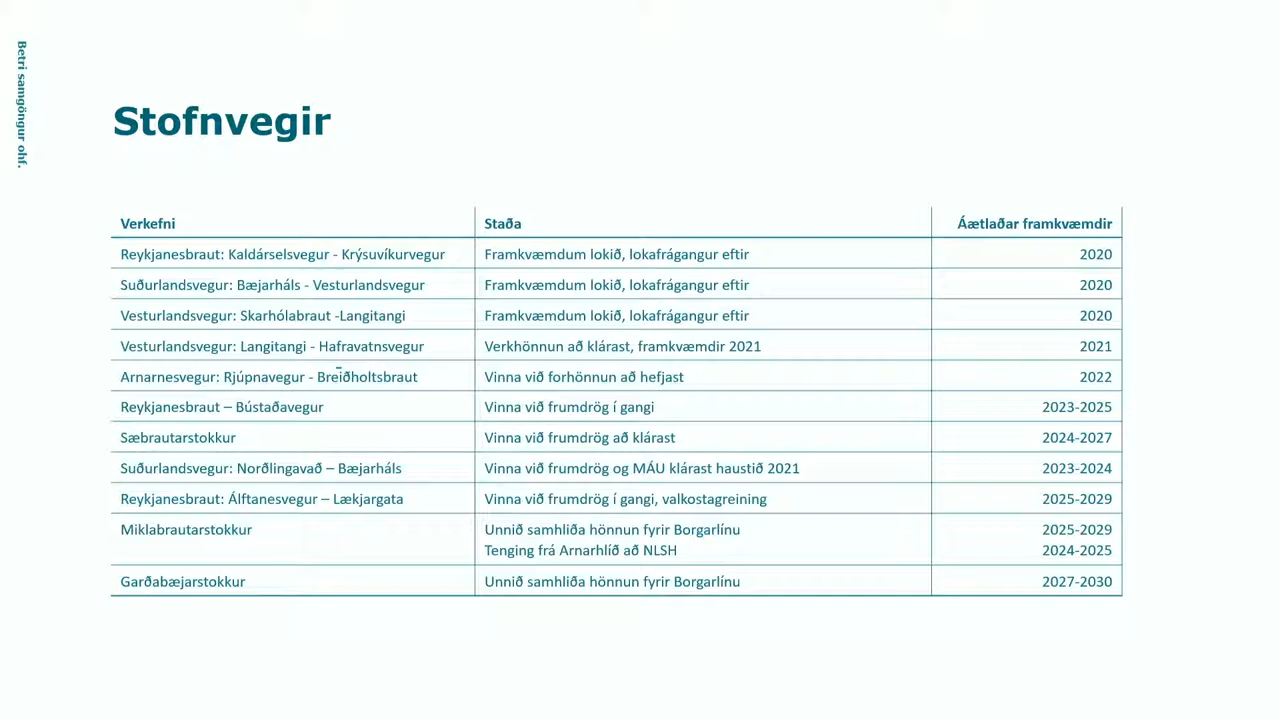 Betri samgöngur ohf.
Stofnvegir
Verkefni Staða Áætlaðar framkvæmdir
Reykjanesbraut: Kaldárselsvegur - Krýsuvíkurvegur Framkvæmdum lokið, lokafrágangur eftir 2020
Suðurlandsvegur: Bæjarháls - Vesturlandsvegur Framkvæmdum lokið, lokafrágangur eftir 2020
Vesturlandsvegur: Skarhólabraut -Langitangi Framkvæmdum lokið, lokafrágangur eftir 2020
Vesturlandsvegur: Langitangi - Hafravatnsvegur Verkhönnun að klárast, framkvæmdir 2021 2021
Arnarnesvegur: Rjúpnavegur - Breiðholtsbraut Vinna við forhönnun að hefjast 2022
Reykjanesbraut – Bústaðavegur Vinna við frumdrög í gangi 2023-2025
Sæbrautarstokkur Vinna við frumdrög að klárast 2024-2027
Suðurlandsvegur: Norðlingavað – Bæjarháls Vinna við frumdrög og MÁU klárast haustið 2021 2023-2024
Reykjanesbraut: Álftanesvegur – Lækjargata Vinna við frumdrög í gangi, valkostagreining 2025-2029
Miklabrautarstokkur Unnið samhliða hönnun fyrir Borgarlínu 2025-2029
Tenging frá Arnarhlíð að NLSH 2024-2025
Garðabæjarstokkur Unnið samhliða hönnun fyrir Borgarlínu 2027-2030